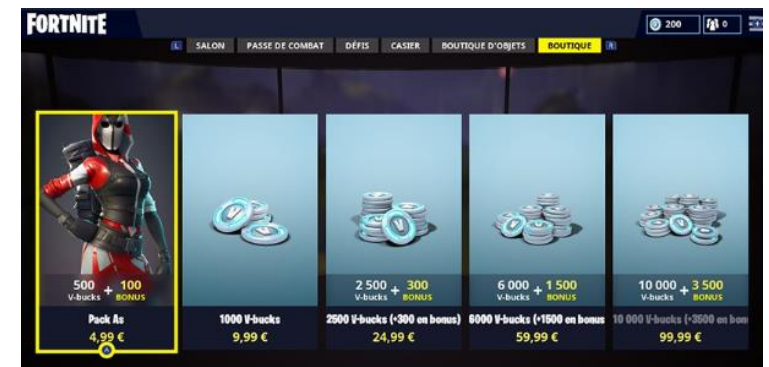 FORTNITE
200
0
L SALON PASSE DE COMBAT DÉFIS CASIER BOUTIQUE D'OBJETS BOUTIQUE R
500 + 100
V-bucks BONUS
Pack As
4,99 €
A
1000 V-bucks
9,99 €
2 500 + 300
V-bucks BONUS
2500 V-bucks (+300 en bonus)
24,99 €
6 000 + 1 500
V-bucks BONUS
6000 V-bucks (+1500 en bonus
59,99 €
10 000 + 3 500
V-bucks BONUS
10 000 V-bucks (+3500 en bon
99,99 €